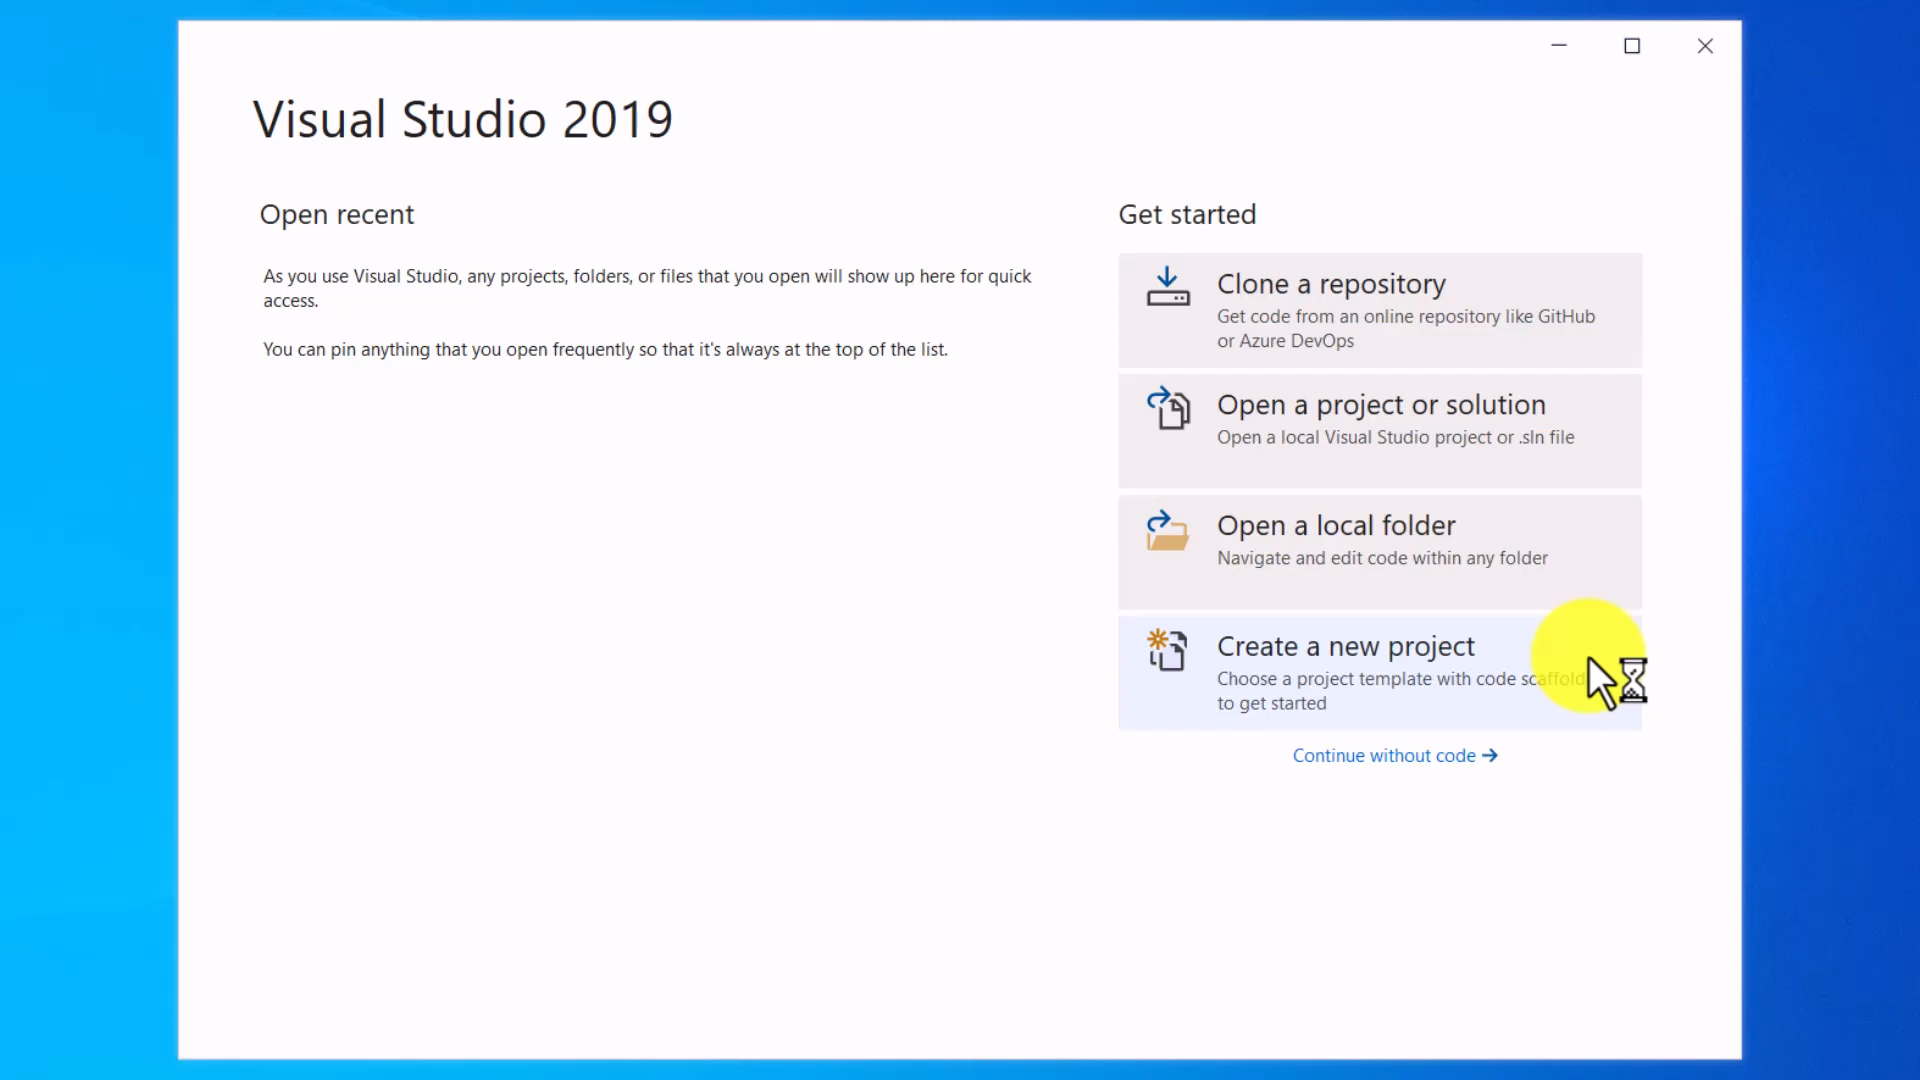 Visual Studio 2019
Open recent
As you use Visual Studio, any projects, folders, or files that you open will show up here for quick
access.
You can pin anything that you open frequently so that it's always at the top of the list.
Get started
Clone a repository
Get code from an online repository like GitHub
or Azure DevOps
Open a project or solution
Open a local Visual Studio project or .sln file
Open a local folder
Navigate and edit code within any folder
Create a new project
Choose a project template with code scaffold
to get started
Continue without code →